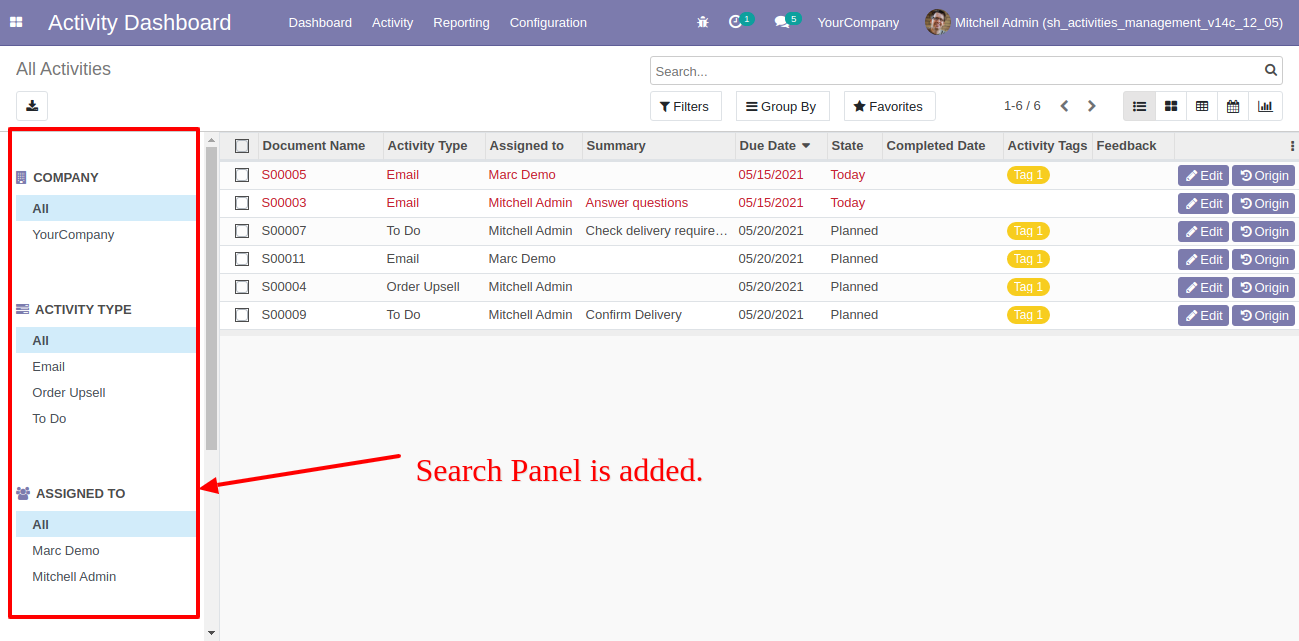 Activity Dashboard Dashboard Activity Reporting Configuration 1 5 YourCompany Mitchell Admin (sh_activities_management_v14c_12_05)
All Activities
Search...
Filters Group By Favorites 1-6 / 6
COMPANY
All
YourCompany
ACTIVITY TYPE
All
Email
Order Upsell
To Do
ASSIGNED TO
All
Marc Demo
Mitchell Admin
Document Name Activity Type Assigned to Summary Due Date State Completed Date Activity Tags Feedback
S00005 Email Marc Demo 05/15/2021 Today Tag 1 Edit Origin
S00003 Email Mitchell Admin Answer questions 05/15/2021 Today Edit Origin
S00007 To Do Mitchell Admin Check delivery require... 05/20/2021 Planned Tag 1 Edit Origin
S00011 Email Marc Demo 05/20/2021 Planned Tag 1 Edit Origin
S00004 Order Upsell Mitchell Admin 05/20/2021 Planned Tag 1 Edit Origin
S00009 To Do Mitchell Admin Confirm Delivery 05/20/2021 Planned Tag 1 Edit Origin
Search Panel is added.